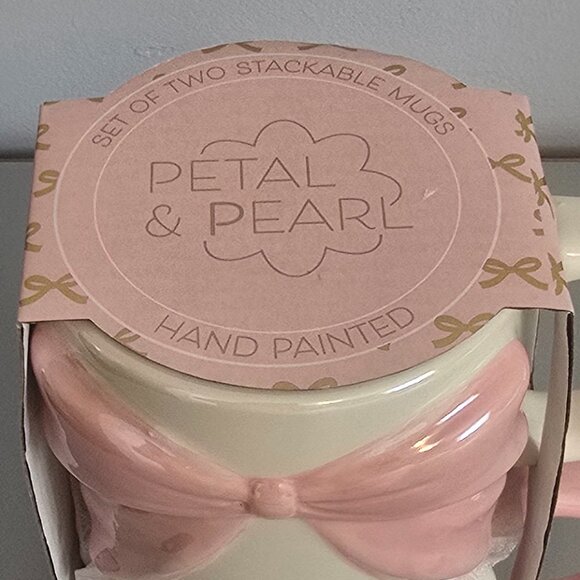 SET OF TWO STACKABLE MUGS
PETAL
& PEARL
HAND PAINTED